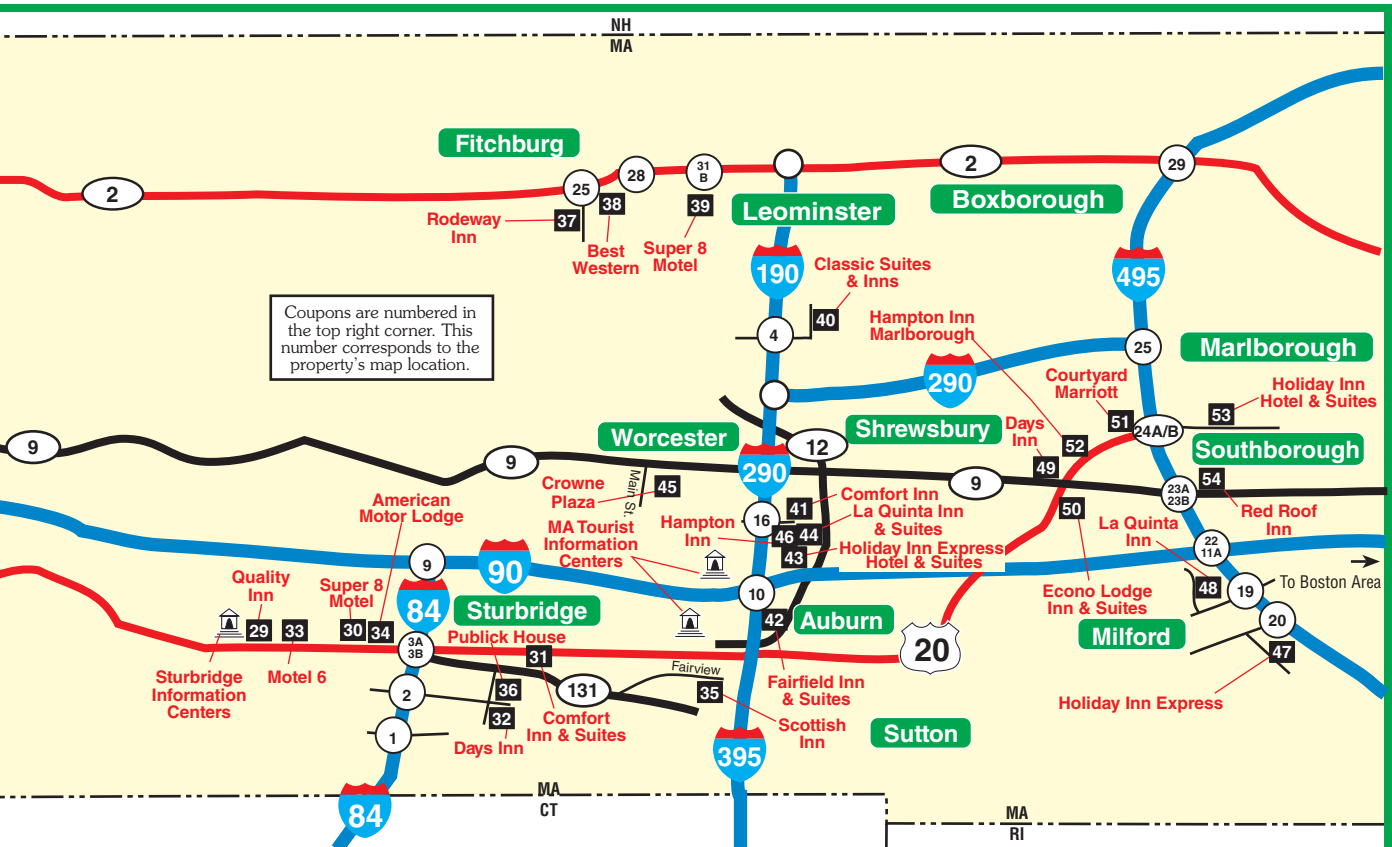 NH
MA
Fitchburg
2
25
28
31
B
2
29
Rodeway
Inn
37
38
39
Best
Western
Super 8
Motel
Leominster
Boxborough
190
495
Classic Suites
& Inns
40
4
Coupons are numbered in
the top right corner. This
number corresponds to the
property's map location.
Hampton Inn
Marlborough
25
Marlborough
290
Courtyard
Marriott
Holiday Inn
Hotel & Suites
51
53
24A/B
9
9
Worcester
12
Shrewsbury
Days
Inn
52
49
Southborough
290
9
23A
23B
54
Red Roof
Inn
Crowne
Plaza
45
Main St.
American
Motor Lodge
MA Tourist
Information
Centers
Hampton
Inn
16
41
Comfort Inn
46
44
La Quinta Inn
& Suites
43
Holiday Inn Express
Hotel & Suites
50
La Quinta
Inn
22
11A
To Boston Area
9
90
84
Sturbridge
10
42
Auburn
Econo Lodge
Inn & Suites
48
19
20
Milford
47
Quality
Inn
Super 8
Motel
29
33
30
34
3A
3B
Publick House
31
20
Sturbridge
Information
Centers
Motel 6
36
131
Fairview
35
Fairfield Inn
& Suites
Holiday Inn Express
2
32
Days Inn
Comfort
Inn & Suites
Scottish
Inn
Sutton
1
395
84
MA
CT
MA
RI